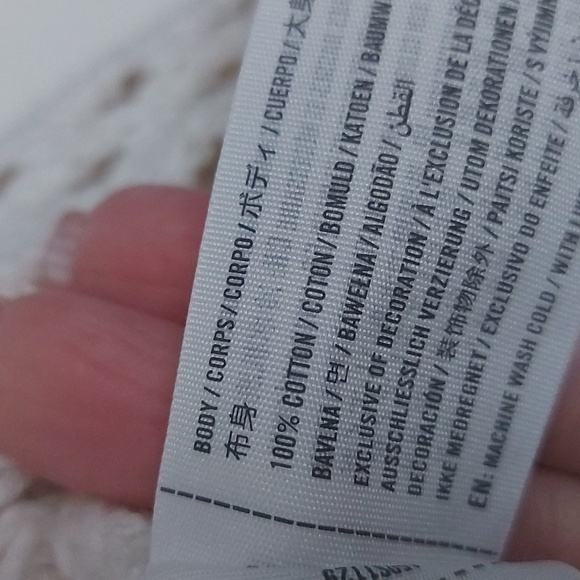 BODY / CORPS / CORPO / ボディ / CUERPO / 大身
布身
100% COTTON / COTON / BOMULD / KATOEN / BAUMW
BAVLNA / 면 / BAWEŁNA / ALGODÃO / القطن
EXCLUSIVE OF DECORATION / À L'EXCLUSION DE LA DÉC
AUSSCHLIESSLICH VERZIERUNG / UTOM DEKORATIONEN
DECORACIÓN / 装饰物除外 / PAITSI KORISTE / S VÝJIM
IKKE MEDREGNET / EXCLUSIVO DO ENFEITE /
EN: MACHINE WASH COLD / WITH